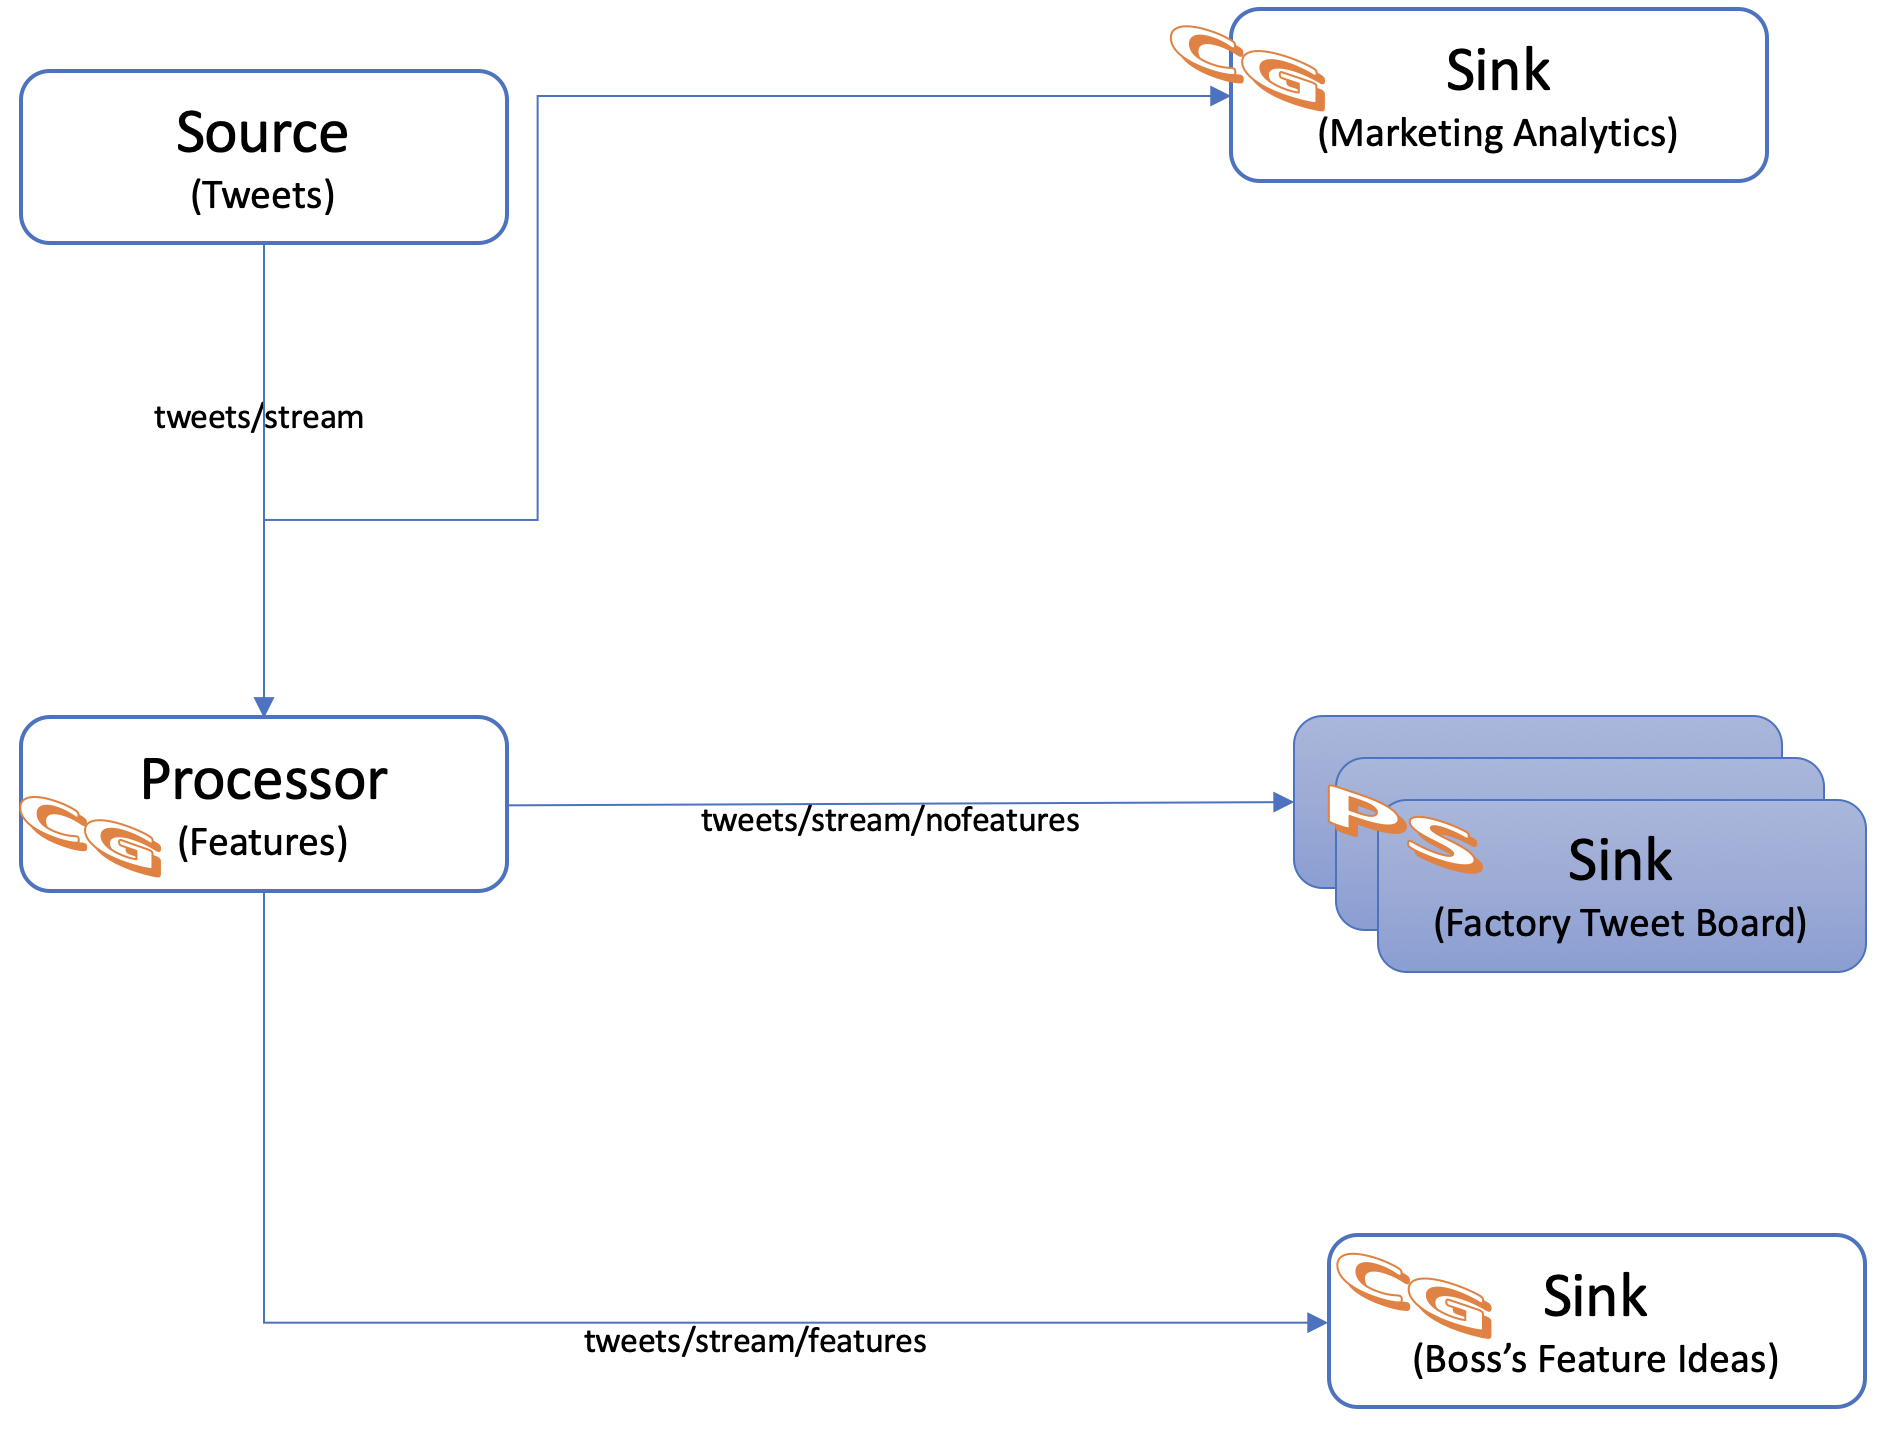 Source
(Tweets)
CG
Sink
(Marketing Analytics)
tweets/stream
Processor
CG
(Features)
tweets/stream/nofeatures
PS
Sink
(Factory Tweet Board)
CG
Sink
(Boss’s Feature Ideas)
tweets/stream/features